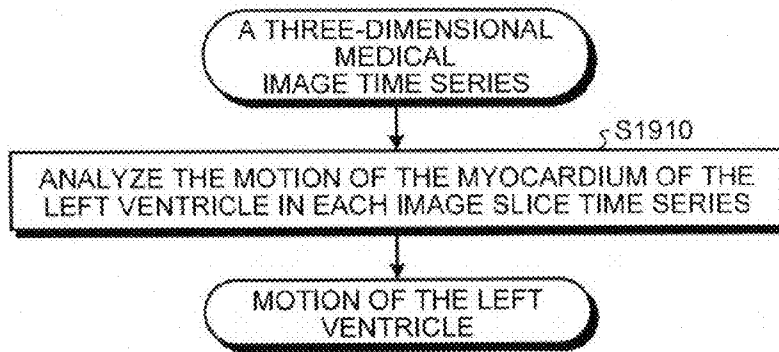 A THREE-DIMENSIONAL
MEDICAL
IMAGE TIME SERIES
S1910
ANALYZE THE MOTION OF THE MYOCARDIUM OF THE
LEFT VENTRICLE IN EACH IMAGE SLICE TIME SERIES
MOTION OF THE LEFT
VENTRICLE